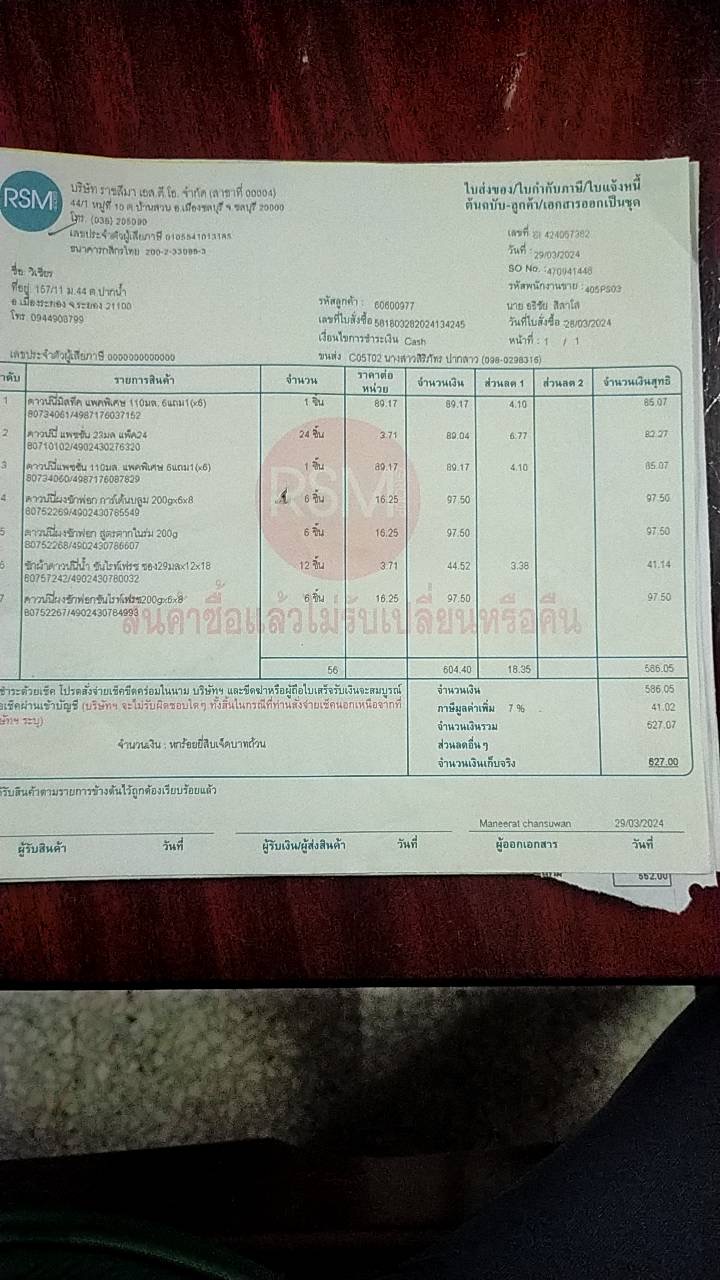 RSM
บริษัท ราชสีมา เอส.ดี.โอ. จำกัด (สาขาที่ 00004)
44/1 หมู่ที่ 10 ต.บ้านสวน อ.เมืองชลบุรี จ.ชลบุรี 20000
โทร. (038)
เลขประจำตัวผู้เสียภาษี
ธนาคารกสิกรไทย
ใบส่งของ/ใบกำกับภาษี/ใบแจ้งหนี้
ต้นฉบับ-ลูกค้า/เอกสารออกเป็นชุด
เลขที่ SI 424057382
วันที่ : 29/03/2024
SO No. :470941448
รหัสพนักงานขาย : 405PS03
นาย อธิชัย สีลาโส
วันที่ใบสั่งซื้อ :28/03/2024
หน้าที่ : 1 / 1
ชื่อ วิเชียร
ที่อยู่ 157/11 ม.44 ต.ปากน้ำ
อ.เมืองระยอง จ.ระยอง 21100
โทร 0944908799
รหัสลูกค้า : 60600977
เลขที่ใบสั่งซื้อ 581803282024134245
เงื่อนไขการชำระเงิน Cash
ขนส่ง C05T02 นางสาวสิริภัทร ปากลาว (098-0298316)
เลขประจำตัวผู้เสียภาษี 0000000000000
ลำดับ รายการสินค้า จำนวน ราคาต่อหน่วย จำนวนเงิน ส่วนลด 1 ส่วนลด 2 จำนวนเงินสุทธิ
1 ดาวน์นี่มิสทีค แพคพิเศษ 110มล. 6แถม1(x6) 1 ชิ้น 89.17 89.17 4.10 85.07
80734061/4987176037152
2 ดาวน์นี่ แพชชั่น 23มล แพ็ค24 24 ชิ้น 3.71 89.04 6.77 82.27
80710102/4902430276320
3 ดาวน์นี่แพชชั่น 110มล. แพคพิเศษ 6แถม1(x6) 1 ชิ้น 89.17 89.17 4.10 85.07
80734060/4987176087829
4 ดาวน์นี่ผงซักฟอก การ์เด้นบลูม 200gx6x8 6 ชิ้น 16.25 97.50 97.50
80752269/4902430785549
5 ดาวน์นี่ผงซักฟอก สูตรตากในร่ม 200g 6 ชิ้น 16.25 97.50 97.50
80752268/4902430786607
6 ซักผ้าดาวน์นี่น้ำ ซันไรท์เฟรช ซอง29มลx12x18 12 ชิ้น 3.71 44.52 3.38 41.14
80757242/4902430780032
7 ดาวน์นี่ผงซักฟอกซันไรท์เฟรช200gx6x8 6 ชิ้น 16.25 97.50 97.50
80752267/4902430784993
RSM
สินค้าซื้อแล้วไม่รับเปลี่ยนหรือคืน
56 604.40 18.35 586.05
ชำระด้วยเช็ค โปรดสั่งจ่ายเช็คขีดคร่อมในนาม บริษัทฯ และขีดฆ่าหรือผู้ถือใบเสร็จรับเงินจะสมบูรณ์
เช็คผ่านเข้าบัญชี (บริษัทฯ จะไม่รับผิดชอบใดๆ ทั้งสิ้นในกรณีที่ท่านสั่งจ่ายเช็คนอกเหนือจากที่
บริษัทฯ ระบุ)
จำนวนเงิน : หกร้อยยี่สิบเจ็ดบาทถ้วน
จำนวนเงิน 586.05
ภาษีมูลค่าเพิ่ม 7 % 41.02
จำนวนเงินรวม 627.07
ส่วนลดอื่นๆ
จำนวนเงินเก็บจริง 627.00
ได้รับสินค้าตามรายการข้างต้นไว้ถูกต้องเรียบร้อยแล้ว
Maneerat chansuwan 29/03/2024
ผู้รับสินค้า วันที่ ผู้รับเงิน/ผู้ส่งสินค้า วันที่ ผู้ออกเอกสาร วันที่
552.00